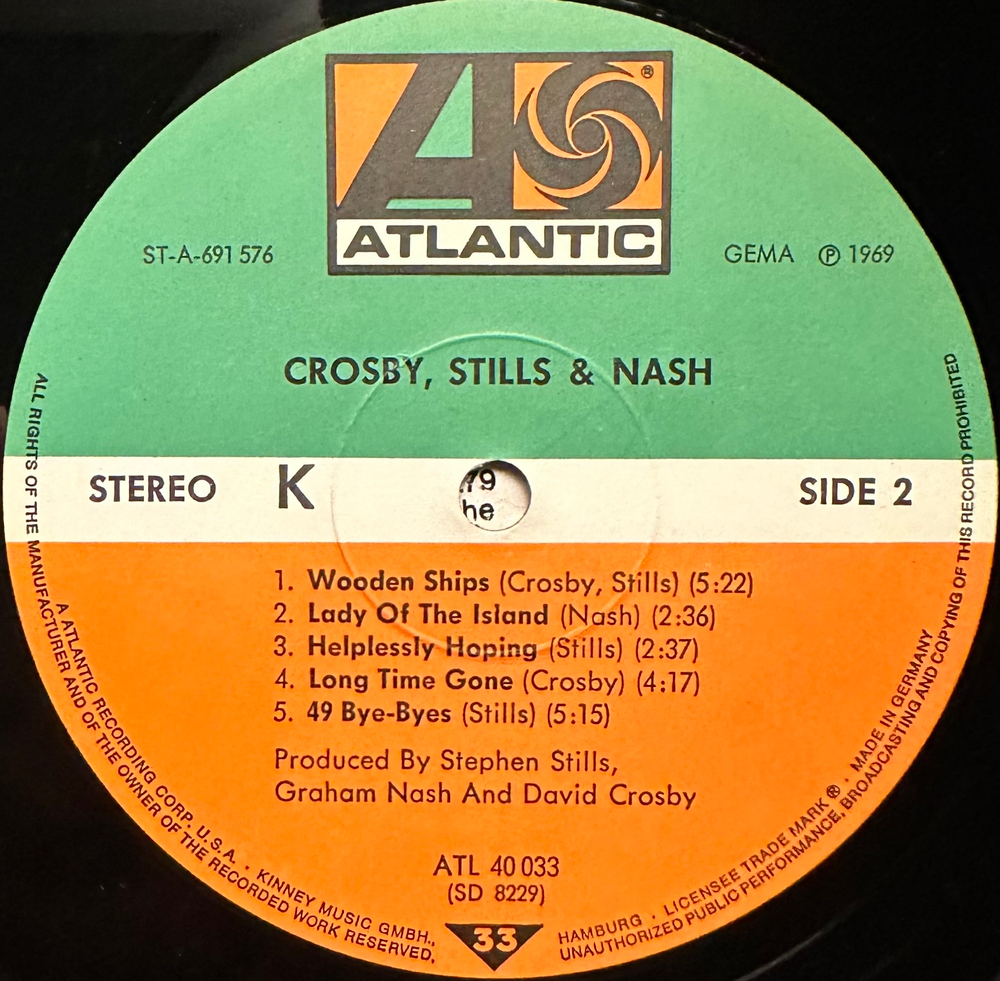 ®
ATLANTIC
ST-A-691 576
GEMA ℗ 1969
CROSBY, STILLS & NASH
STEREO K
79
he
SIDE 2
1. Wooden Ships (Crosby, Stills) (5:22)
2. Lady Of The Island (Nash) (2:36)
3. Helplessly Hoping (Stills) (2:37)
4. Long Time Gone (Crosby) (4:17)
5. 49 Bye-Byes (Stills) (5:15)
Produced By Stephen Stills,
Graham Nash And David Crosby
ATL 40 033
(SD 8229)
33
A ATLANTIC RECORDING CORP. U.S.A. · KINNEY MUSIC GMBH., HAMBURG · LICENSEE TRADE MARK ® · MADE IN GERMANY
ALL RIGHTS OF THE MANUFACTURER AND OF THE OWNER OF THE RECORDED WORK RESERVED, UNAUTHORIZED PUBLIC PERFORMANCE, BROADCASTING AND COPYING OF THIS RECORD PROHIBITED